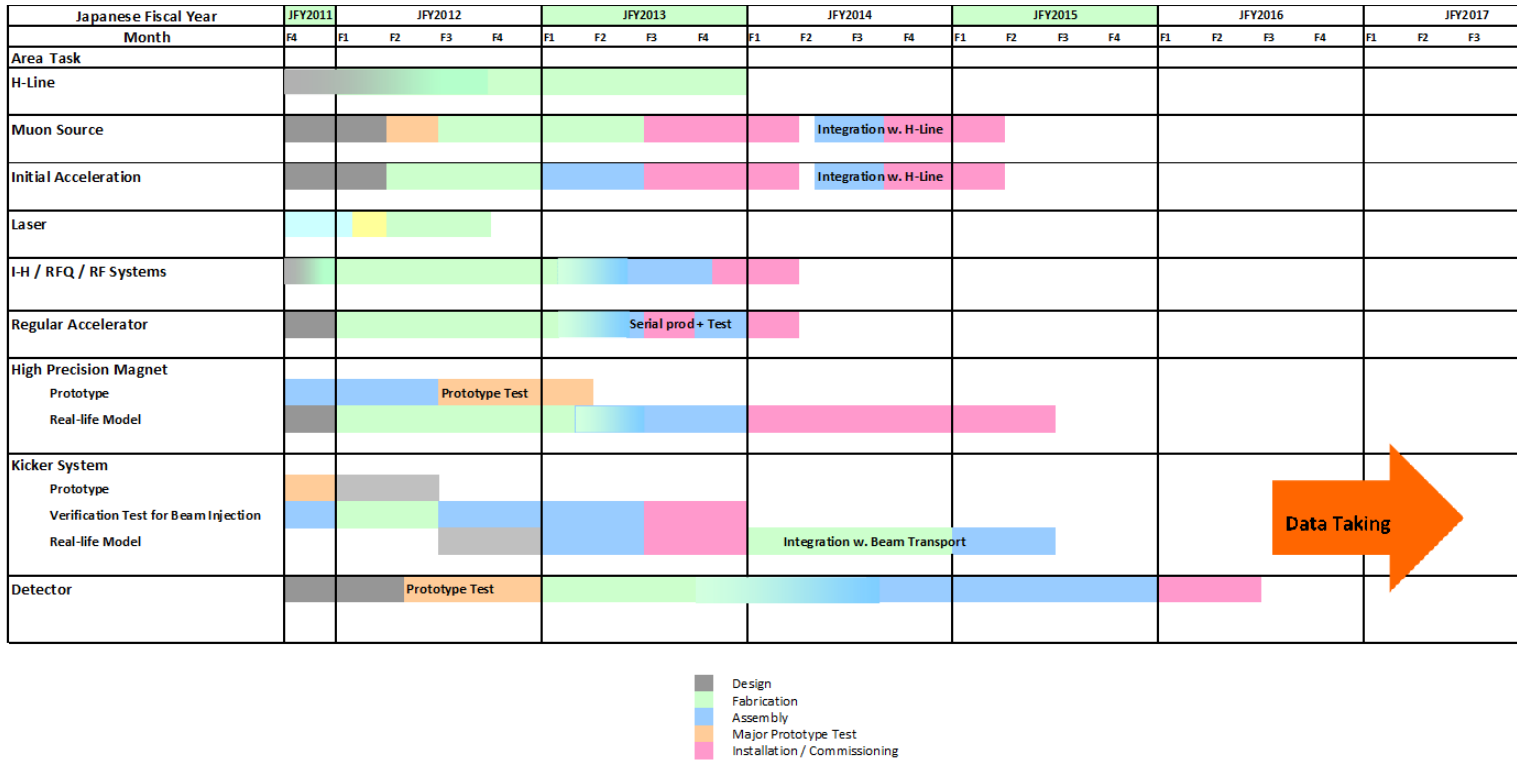 Japanese Fiscal Year JFY2011 JFY2012 JFY2013 JFY2014 JFY2015 JFY2016 JFY2017
Month F4 F1 F2 F3 F4 F1 F2 F3 F4 F1 F2 F3 F4 F1 F2 F3 F4 F1 F2 F3 F4 F1 F2 F3
Area Task
H-Line
Muon Source Integration w. H-Line
Initial Acceleration Integration w. H-Line
Laser
I-H / RFQ / RF Systems
Regular Accelerator Serial prod + Test
High Precision Magnet
Prototype Prototype Test
Real-life Model
Kicker System
Prototype
Verification Test for Beam Injection
Data Taking
Real-life Model Integration w. Beam Transport
Detector Prototype Test
Design
Fabrication
Assembly
Major Prototype Test
Installation / Commissioning